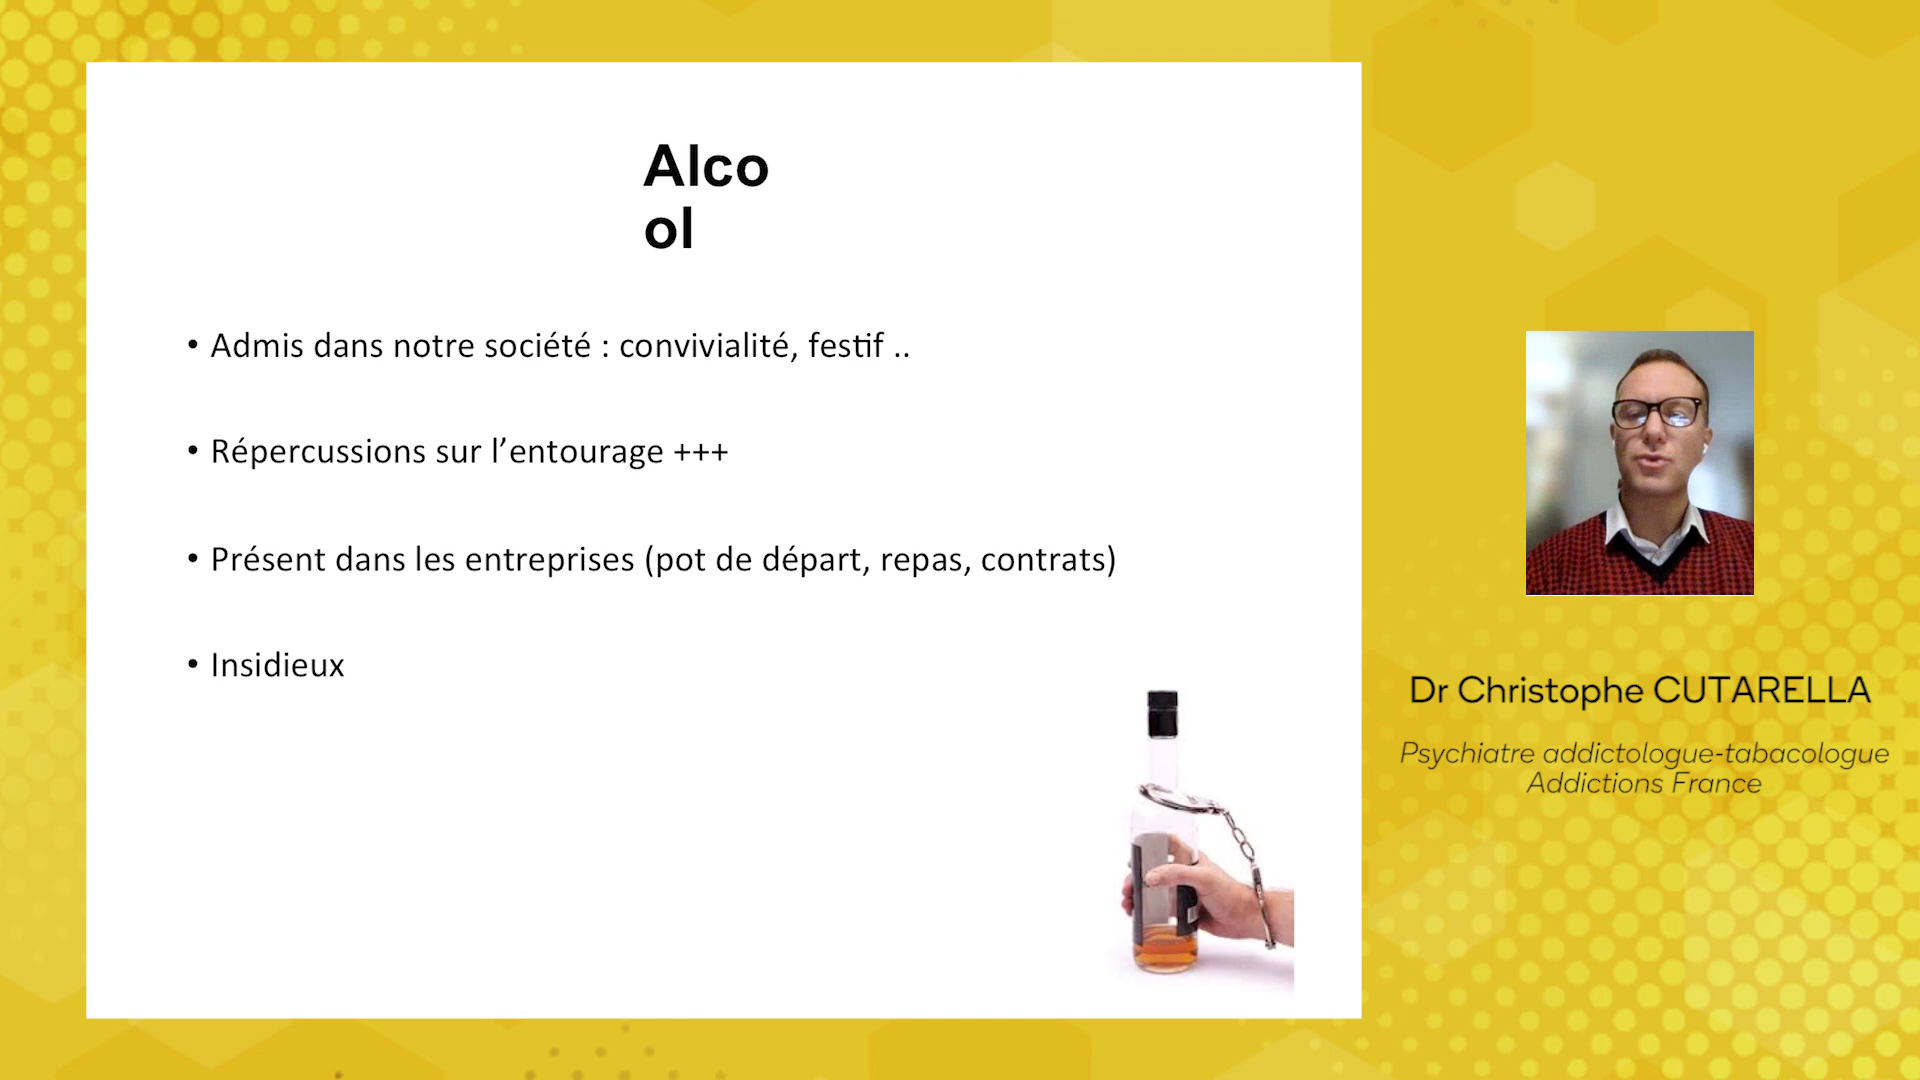 Alco
ol
• Admis dans notre société : convivialité, festif ..
• Répercussions sur l’entourage +++
• Présent dans les entreprises (pot de départ, repas, contrats)
• Insidieux
Dr Christophe CUTARELLA
Psychiatre addictologue-tabacologue
Addictions France